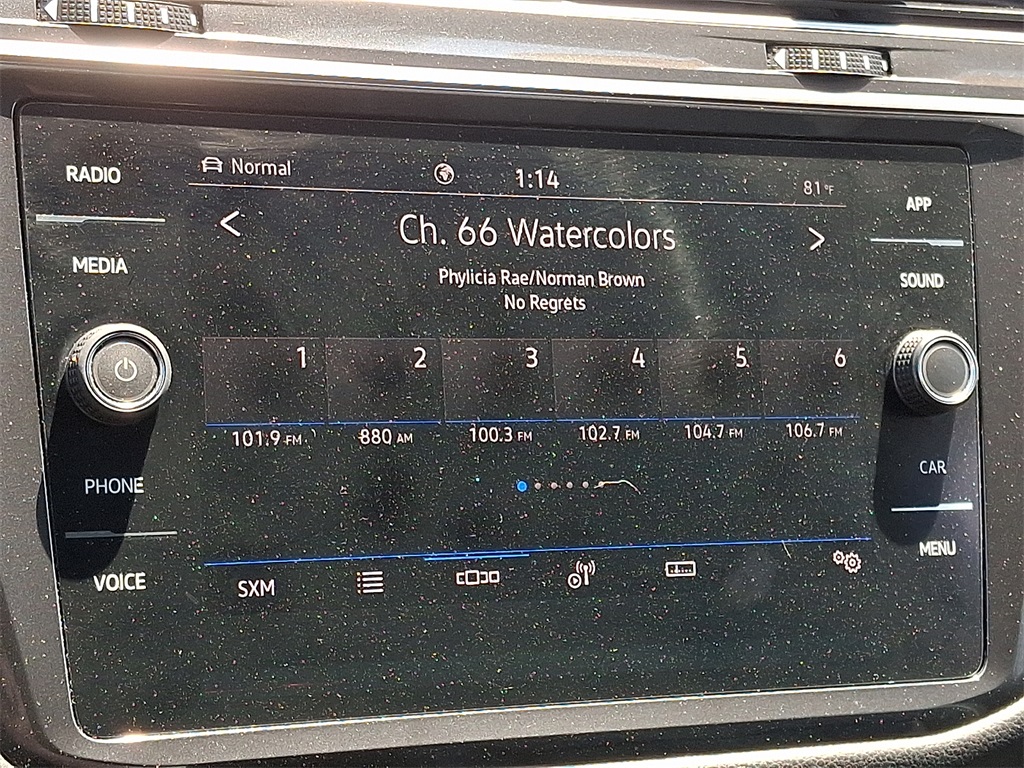 RADIO
MEDIA
PHONE
VOICE
Normal
1:14
81 °F
Ch. 66 Watercolors
Phylicia Rae/Norman Brown
No Regrets
1 2 3 4 5 6
101.9 FM 880 AM 100.3 FM 102.7 FM 104.7 FM 106.7 FM
SXM
APP
SOUND
CAR
MENU